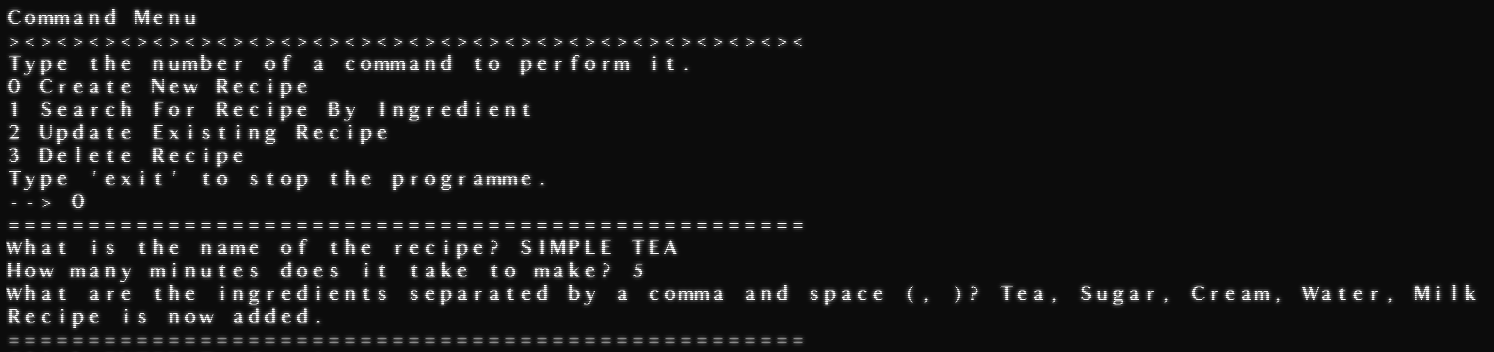 Command Menu
><><><><><><><><><><><><><><><><><><><><><><><><><
Type the number of a command to perform it.
0 Create New Recipe
1 Search For Recipe By Ingredient
2 Update Existing Recipe
3 Delete Recipe
Type 'exit' to stop the programme.
--> 0
==================================================
What is the name of the recipe? SIMPLE TEA
How many minutes does it take to make? 5
What are the ingredients separated by a comma and space (, )? Tea, Sugar, Cream, Water, Milk
Recipe is now added.
==================================================